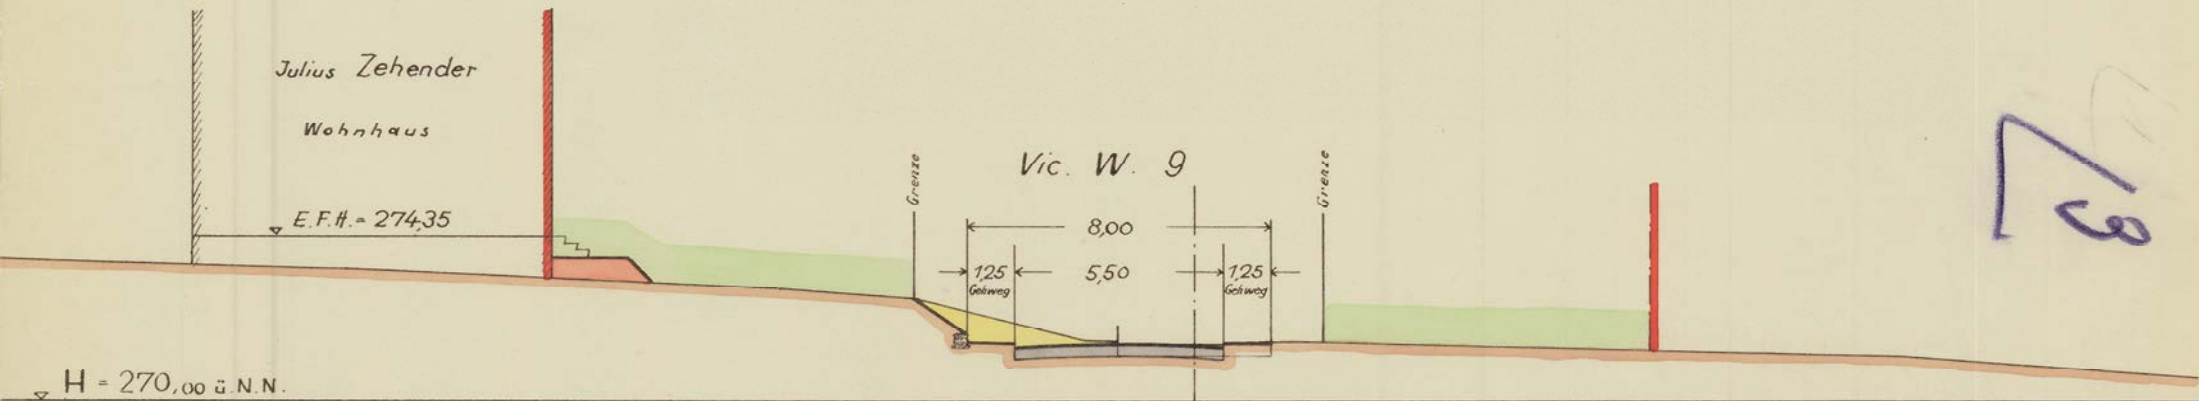 Julius Zehender
Wohnhaus
E.F.H. = 274,35
Grenze
Vic. W. 9
Grenze
8,00
1,25
5,50
1,25
Gehweg
Gehweg
H = 270,00 ü.N.N.